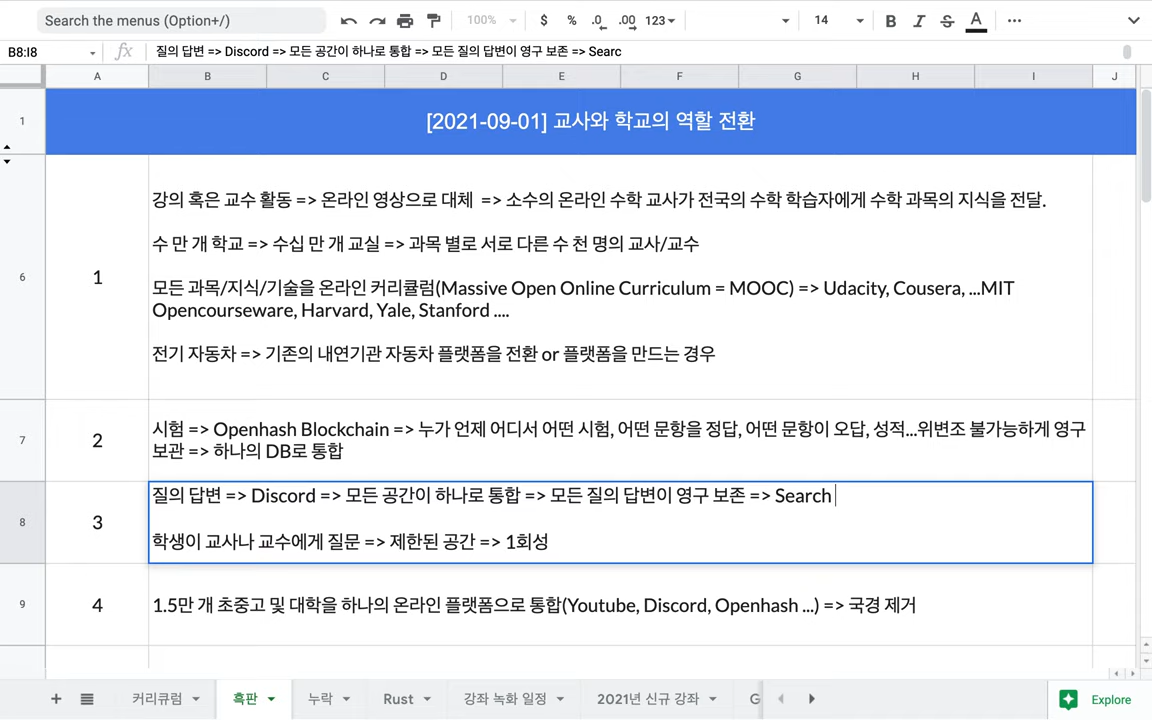 Search the menus (Option+/)
100%
$ % .0 .00 123
14
B I S A
B8:I8
fx
질의 답변 => Discord => 모든 공간이 하나로 통합 => 모든 질의 답변이 영구 보존 => Searc
A B C D E F G H I J
1
[2021-09-01] 교사와 학교의 역할 전환
6
1
강의 혹은 교수 활동 => 온라인 영상으로 대체 => 소수의 온라인 수학 교사가 전국의 수학 학습자에게 수학 과목의 지식을 전달.
수 만 개 학교 => 수십 만 개 교실 => 과목 별로 서로 다른 수 천 명의 교사/교수
모든 과목/지식/기술을 온라인 커리큘럼(Massive Open Online Curriculum = MOOC) => Udacity, Cousera, ...MIT
Opencourseware, Harvard, Yale, Stanford ....
전기 자동차 => 기존의 내연기관 자동차 플랫폼을 전환 or 플랫폼을 만드는 경우
7
2
시험 => Openhash Blockchain => 누가 언제 어디서 어떤 시험, 어떤 문항을 정답, 어떤 문항이 오답, 성적...위변조 불가능하게 영구
보관 => 하나의 DB로 통합
8
3
질의 답변 => Discord => 모든 공간이 하나로 통합 => 모든 질의 답변이 영구 보존 => Search
학생이 교사나 교수에게 질문 => 제한된 공간 => 1회성
9
4
1.5만 개 초중고 및 대학을 하나의 온라인 플랫폼으로 통합(Youtube, Discord, Openhash ...) => 국경 제거
커리큐럼 흑판 누락 Rust 강좌 녹화 일정 2021년 신규 강좌 G
Explore